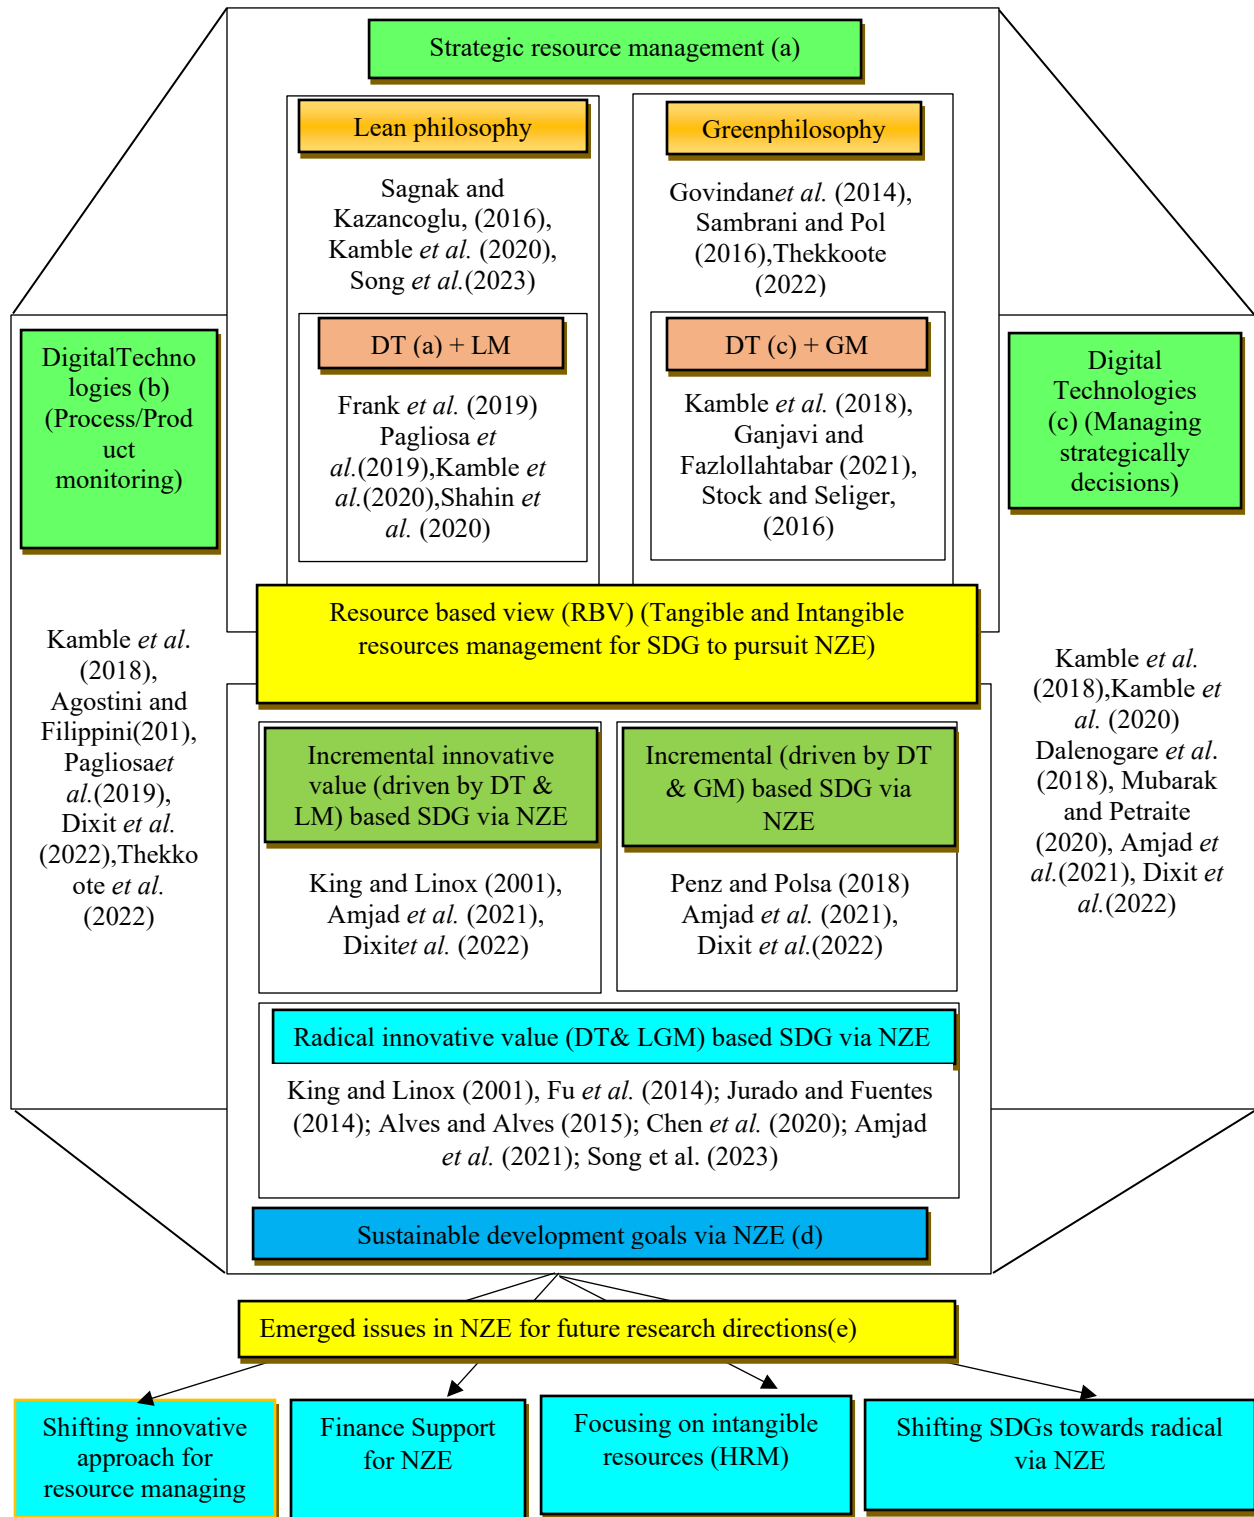 Strategic resource management (a)
Lean philosophy
Sagnak and
Kazancoglu, (2016),
Kamble et al. (2020),
Song et al.(2023)
Greenphilosophy
Govindanet al. (2014),
Sambrani and Pol
(2016),Thekkoote
(2022)
DT (a) + LM
Frank et al. (2019)
Pagliosa et
al.(2019),Kamble et
al.(2020),Shahin et
al. (2020)
DT (c) + GM
Kamble et al. (2018),
Ganjavi and
Fazlollahtabar (2021),
Stock and Seliger,
(2016)
DigitalTechno
logies (b)
(Process/Prod
uct
monitoring)
Kamble et al.
(2018),
Agostini and
Filippini(201),
Pagliosaet
al.(2019),
Dixit et al.
(2022),Thekko
ote et al.
(2022)
Digital
Technologies
(c) (Managing
strategically
decisions)
Kamble et al.
(2018),Kamble et
al. (2020)
Dalenogare et al.
(2018), Mubarak
and Petraite
(2020), Amjad et
al.(2021), Dixit et
al.(2022)
Resource based view (RBV) (Tangible and Intangible
resources management for SDG to pursuit NZE)
Incremental innovative
value (driven by DT &
LM) based SDG via NZE
King and Linox (2001),
Amjad et al. (2021),
Dixitet al. (2022)
Incremental (driven by DT
& GM) based SDG via
NZE
Penz and Polsa (2018)
Amjad et al. (2021),
Dixit et al.(2022)
Radical innovative value (DT& LGM) based SDG via NZE
King and Linox (2001), Fu et al. (2014); Jurado and Fuentes
(2014); Alves and Alves (2015); Chen et al. (2020); Amjad
et al. (2021); Song et al. (2023)
Sustainable development goals via NZE (d)
Emerged issues in NZE for future research directions(e)
Shifting innovative
approach for
resource managing
Finance Support
for NZE
Focusing on intangible
resources (HRM)
Shifting SDGs towards radical
via NZE